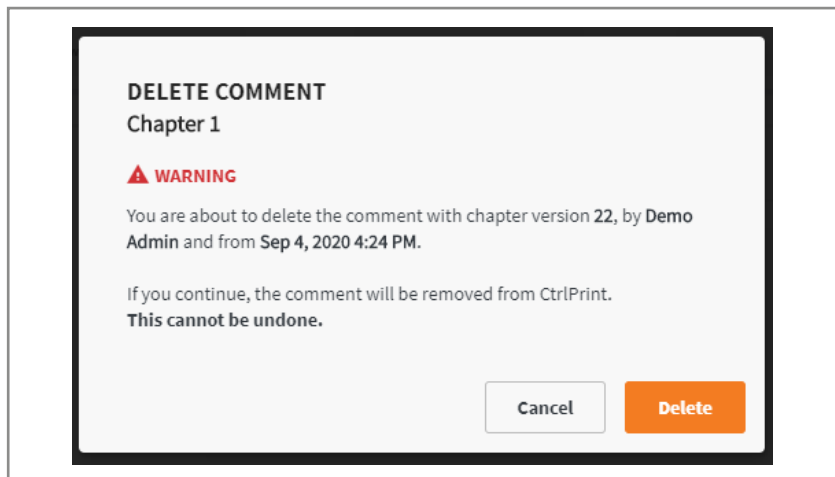 DELETE COMMENT
Chapter 1
WARNING
You are about to delete the comment with chapter version 22, by Demo
Admin and from Sep 4, 2020 4:24 PM.
If you continue, the comment will be removed from CtrlPrint.
This cannot be undone.
Cancel Delete